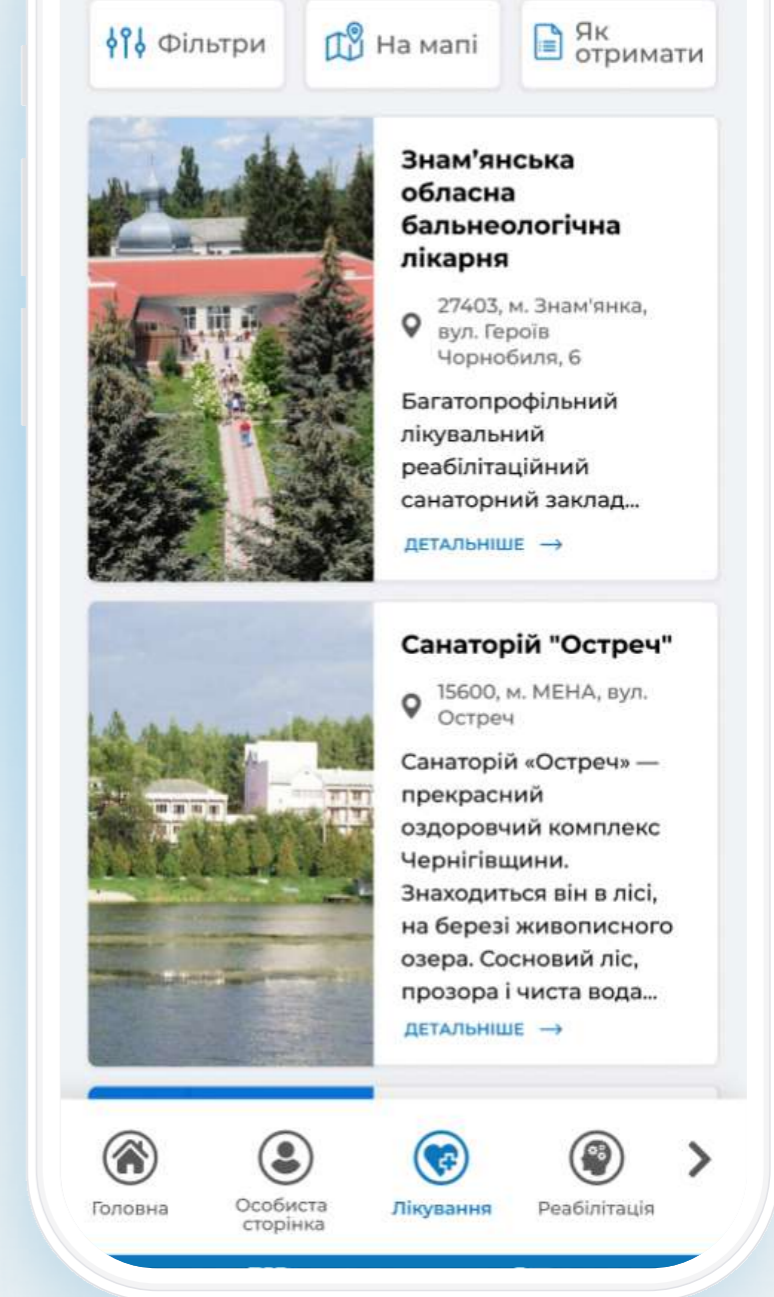 Фільтри
На мапі
Як
отримати
Знам’янська
обласна
бальнеологічна
лікарня
27403, м. Знам'янка,
вул. Героїв
Чорнобиля, 6
Багатопрофільний
лікувальний
реабілітаційний
санаторний заклад...
ДЕТАЛЬНІШЕ
Санаторій "Остреч"
15600, м. МЕНА, вул.
Остреч
Санаторій «Остреч» —
прекрасний
оздоровчий комплекс
Чернігівщини.
Знаходиться він в лісі,
на березі живописного
озера. Сосновий ліс,
прозора і чиста вода...
ДЕТАЛЬНІШЕ
Головна
Особиста
сторінка
Лікування
Реабілітація